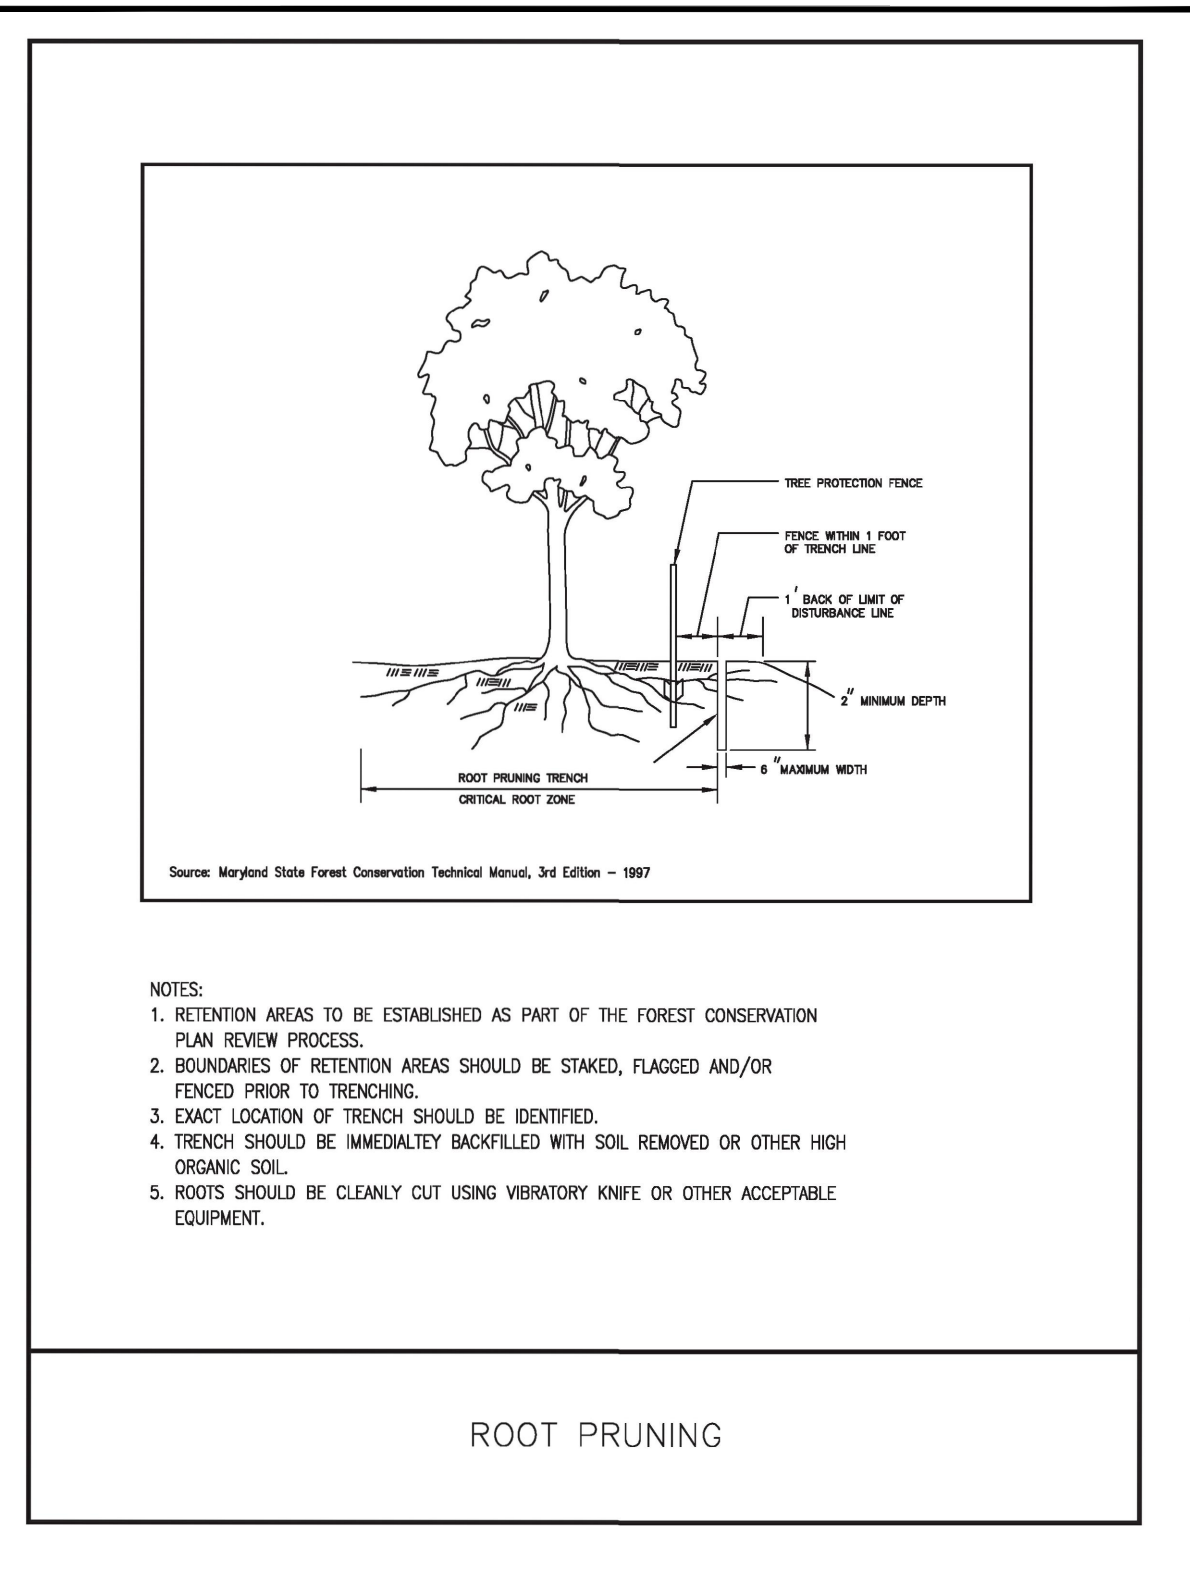 TREE PROTECTION FENCE
FENCE WITHIN 1 FOOT
OF TRENCH LINE
1' BACK OF LIMIT OF
DISTURBANCE LINE
2" MINIMUM DEPTH
6" MAXIMUM WIDTH
ROOT PRUNING TRENCH
CRITICAL ROOT ZONE
Source: Maryland State Forest Conservation Technical Manual, 3rd Edition – 1997
NOTES:
1. RETENTION AREAS TO BE ESTABLISHED AS PART OF THE FOREST CONSERVATION
PLAN REVIEW PROCESS.
2. BOUNDARIES OF RETENTION AREAS SHOULD BE STAKED, FLAGGED AND/OR
FENCED PRIOR TO TRENCHING.
3. EXACT LOCATION OF TRENCH SHOULD BE IDENTIFIED.
4. TRENCH SHOULD BE IMMEDIALTEY BACKFILLED WITH SOIL REMOVED OR OTHER HIGH
ORGANIC SOIL.
5. ROOTS SHOULD BE CLEANLY CUT USING VIBRATORY KNIFE OR OTHER ACCEPTABLE
EQUIPMENT.
ROOT PRUNING